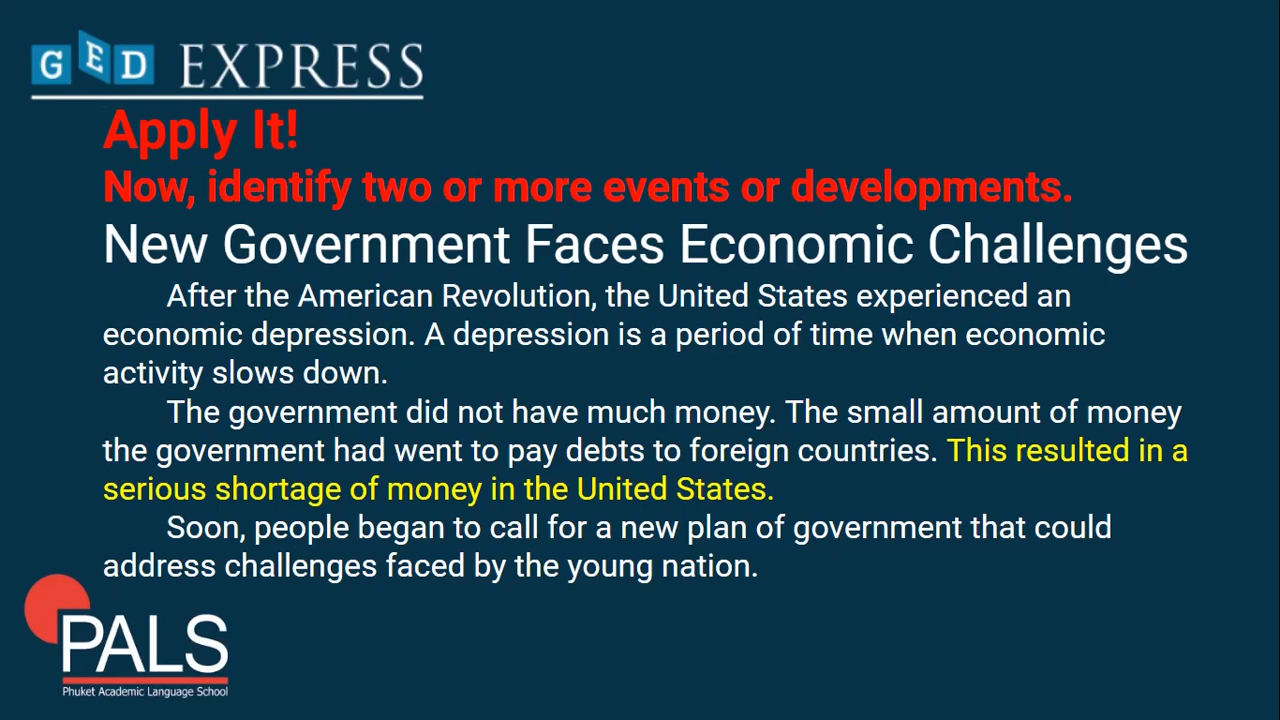 GED EXPRESS
Apply It!
Now, identify two or more events or developments.
New Government Faces Economic Challenges
After the American Revolution, the United States experienced an
economic depression. A depression is a period of time when economic
activity slows down.
The government did not have much money. The small amount of money
the government had went to pay debts to foreign countries. This resulted in a
serious shortage of money in the United States.
Soon, people began to call for a new plan of government that could
address challenges faced by the young nation.
PALS
Phuket Academic Language School